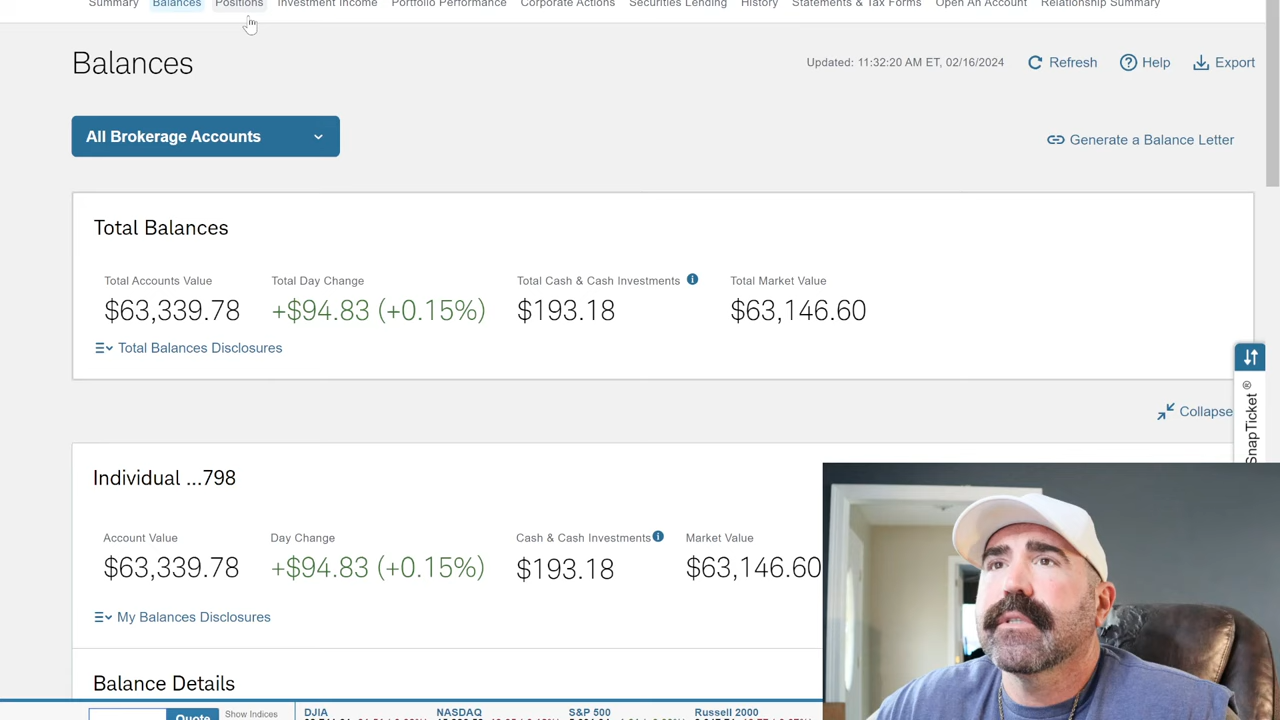 Summary Balances Positions Investment Income Portfolio Performance Corporate Actions Securities Lending History Statements & Tax Forms Open An Account Relationship Summary
Balances
Updated: 11:32:20 AM ET, 02/16/2024 Refresh Help Export
All Brokerage Accounts
Generate a Balance Letter
Total Balances
Total Accounts Value Total Day Change Total Cash & Cash Investments Total Market Value
$63,339.78 +$94.83 (+0.15%) $193.18 $63,146.60
Total Balances Disclosures
SnapTicket®
Collapse
Individual ...798
Account Value Day Change Cash & Cash Investments Market Value
$63,339.78 +$94.83 (+0.15%) $193.18 $63,146.60
My Balances Disclosures
Balance Details
Quote Show Indices DJIA NASDAQ S&P 500 Russell 2000